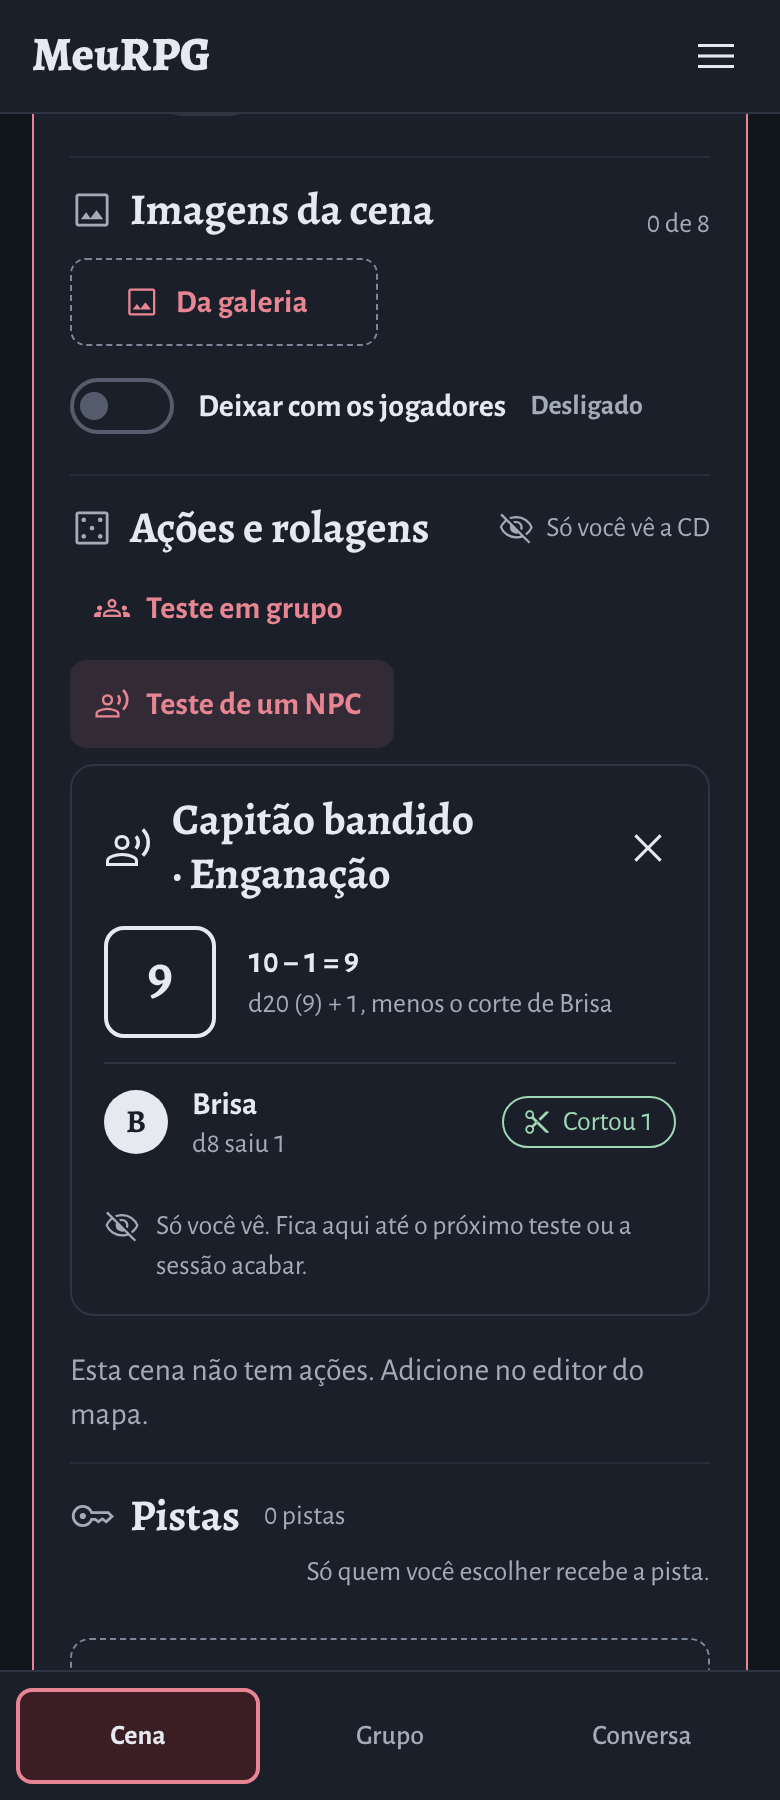 MeuRPG
Imagens da cena
0 de 8
Da galeria
Deixar com os jogadores Desligado
Ações e rolagens
Só você vê a CD
Teste em grupo
Teste de um NPC
Capitão bandido
· Enganação
9
10 – 1 = 9
d20 (9) + 1, menos o corte de Brisa
B
Brisa
d8 saiu 1
Cortou 1
Só você vê. Fica aqui até o próximo teste ou a
sessão acabar.
Esta cena não tem ações. Adicione no editor do
mapa.
Pistas 0 pistas
Só quem você escolher recebe a pista.
Cena Grupo Conversa